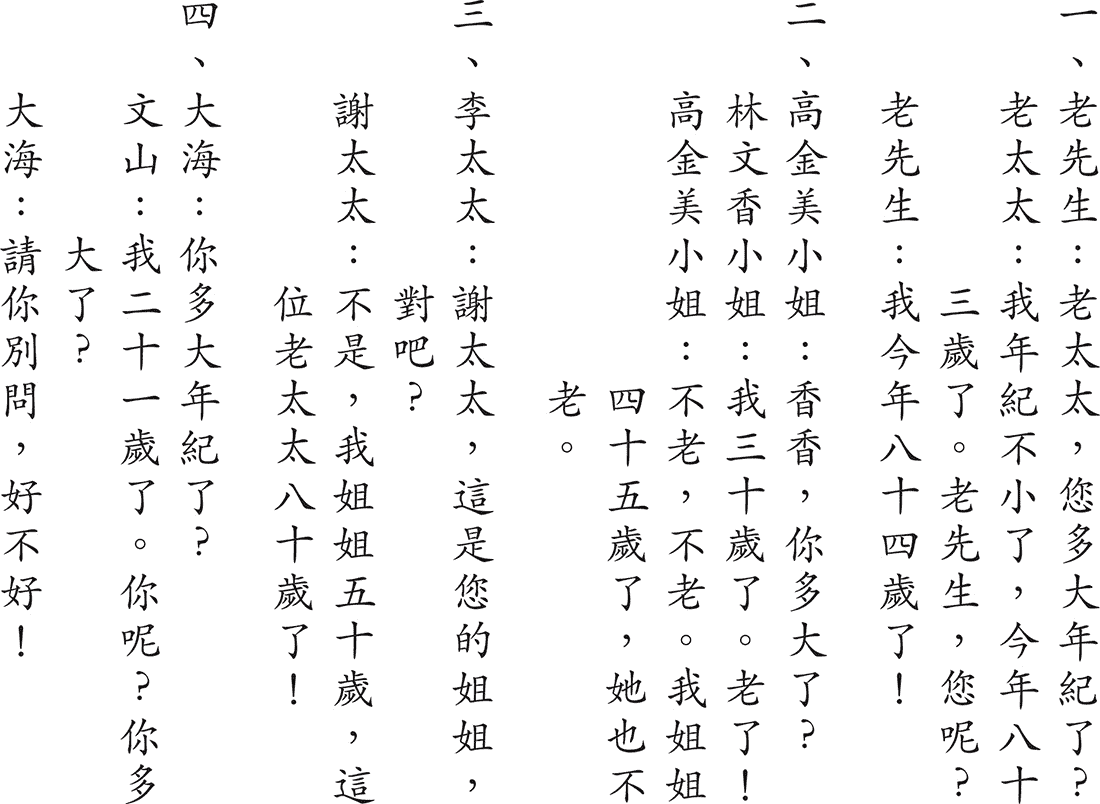 一、老先生：老太太，您多大年紀了？
老太太：我年紀不小了，今年八十
三歲了。老先生，您呢？
老先生：我今年八十四歲了！
二、高金美小姐：香香，你多大了？
林文香小姐：我三十歲了。老了！
高金美小姐：不老，不老。我姐姐
四十五歲了，她也不
老。
三、李太太：謝太太，這是您的姐姐，
對吧？
謝太太：不是，我姐姐五十歲，這
位老太太八十歲了！
四、大海：你多大年紀了？
文山：我二十一歲了。你呢？你多
大了？
大海：請你別問，好不好！